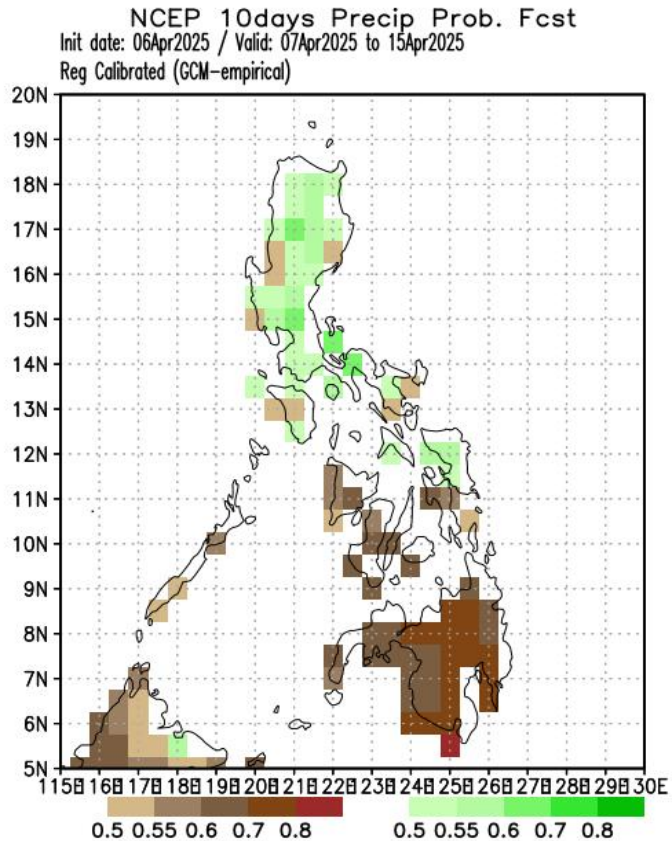 NCEP 10days Precip Prob. Fcst
Init date: 06Apr2025 / Valid: 07Apr2025 to 15Apr2025
Reg Calibrated (GCM-empirical)
20N
19N
18N
17N
16N
15N
14N
13N
12N
11N
10N
9N
8N
7N
6N
5N
115E 116E 117E 118E 119E 120E 121E 122E 123E 124E 125E 126E 127E 128E 129E 130E
0.5 0.55 0.6 0.7 0.8 0.5 0.55 0.6 0.7 0.8